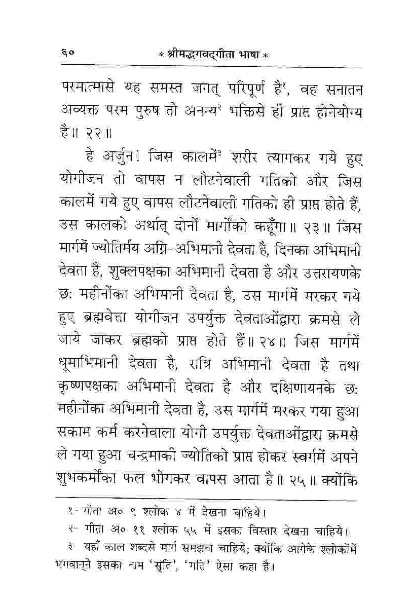 ६० * श्रीमद्भगवद्गीता भाषा *
परमात्मासे यह समस्त जगत् परिपूर्ण है¹, वह सनातन
अव्यक्त परम पुरुष तो अनन्य² भक्तिसे ही प्राप्त होनेयोग्य
है॥ २२॥
हे अर्जुन! जिस कालमें³ शरीर त्यागकर गये हुए
योगीजन तो वापस न लौटनेवाली गतिको और जिस
कालमें गये हुए वापस लौटनेवाली गतिको ही प्राप्त होते हैं,
उस कालको अर्थात् दोनों मार्गोंको कहूँगा॥ २३॥ जिस
मार्गमें ज्योतिर्मय अग्नि-अभिमानी देवता है, दिनका अभिमानी
देवता है, शुक्लपक्षका अभिमानी देवता है और उत्तरायणके
छः महीनोंका अभिमानी देवता है, उस मार्गमें मरकर गये
हुए ब्रह्मवेत्ता योगीजन उपर्युक्त देवताओंद्वारा क्रमसे ले
जाये जाकर ब्रह्मको प्राप्त होते हैं॥ २४॥ जिस मार्गमें
धूमाभिमानी देवता है, रात्रि अभिमानी देवता है तथा
कृष्णपक्षका अभिमानी देवता है और दक्षिणायनके छः
महीनोंका अभिमानी देवता है, उस मार्गमें मरकर गया हुआ
सकाम कर्म करनेवाला योगी उपर्युक्त देवताओंद्वारा क्रमसे
ले गया हुआ चन्द्रमाकी ज्योतिको प्राप्त होकर स्वर्गमें अपने
शुभकर्मोंका फल भोगकर वापस आता है॥ २५॥ क्योंकि
१- गीता अ० ९ श्लोक ४ में देखना चाहिये।
२- गीता अ० ११ श्लोक ५५ में इसका विस्तार देखना चाहिये।
३- यहाँ काल शब्दसे मार्ग समझना चाहिये; क्योंकि आगेके श्लोकोंमें
भगवान्‌ने इसका नाम 'सृति', 'गति' ऐसा कहा है।